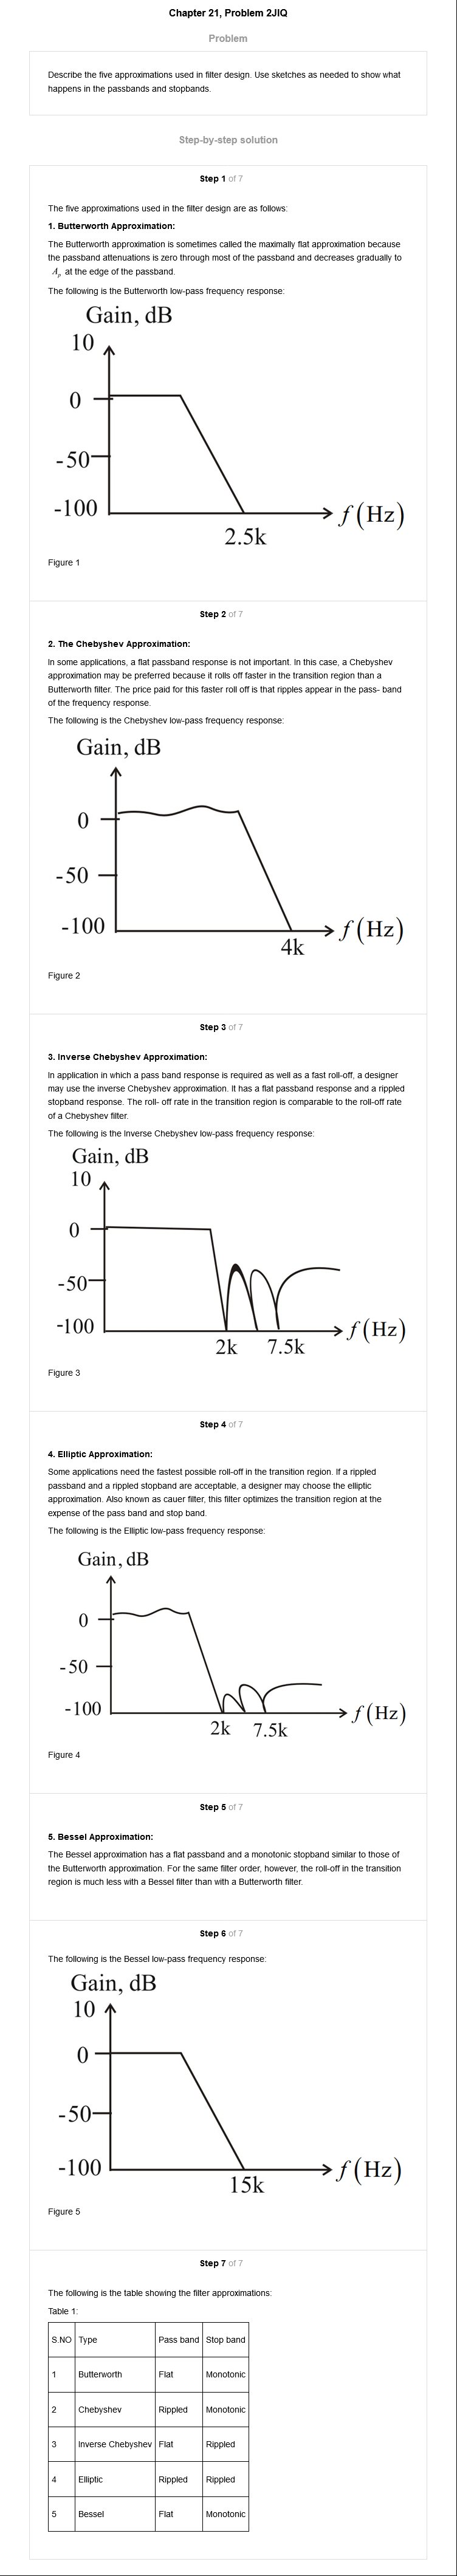 Chapter 21, Problem 2JIQ
Problem
Describe the five approximations used in filter design. Use sketches as needed to show what
happens in the passbands and stopbands.
Step-by-step solution
Step 1 of 7
The five approximations used in the filter design are as follows:
1. Butterworth Approximation:
The Butterworth approximation is sometimes called the maximally flat approximation because
the passband attenuations is zero through most of the passband and decreases gradually to
A_p at the edge of the passband.
The following is the Butterworth low-pass frequency response:
Gain, dB
10
0
-50
-100
f(Hz)
2.5k
Figure 1
Step 2 of 7
2. The Chebyshev Approximation:
In some applications, a flat passband response is not important. In this case, a Chebyshev
approximation may be preferred because it rolls off faster in the transition region than a
Butterworth filter. The price paid for this faster roll off is that ripples appear in the pass- band
of the frequency response.
The following is the Chebyshev low-pass frequency response:
Gain, dB
0
-50
-100
f(Hz)
4k
Figure 2
Step 3 of 7
3. Inverse Chebyshev Approximation:
In application in which a pass band response is required as well as a fast roll-off, a designer
may use the inverse Chebyshev approximation. It has a flat passband response and a rippled
stopband response. The roll- off rate in the transition region is comparable to the roll-off rate
of a Chebyshev filter.
The following is the Inverse Chebyshev low-pass frequency response:
Gain, dB
10
0
-50
-100
f(Hz)
2k 7.5k
Figure 3
Step 4 of 7
4. Elliptic Approximation:
Some applications need the fastest possible roll-off in the transition region. If a rippled
passband and a rippled stopband are acceptable, a designer may choose the elliptic
approximation. Also known as cauer filter, this filter optimizes the transition region at the
expense of the pass band and stop band.
The following is the Elliptic low-pass frequency response:
Gain, dB
0
-50
-100
f(Hz)
2k 7.5k
Figure 4
Step 5 of 7
5. Bessel Approximation:
The Bessel approximation has a flat passband and a monotonic stopband similar to those of
the Butterworth approximation. For the same filter order, however, the roll-off in the transition
region is much less with a Bessel filter than with a Butterworth filter.
Step 6 of 7
The following is the Bessel low-pass frequency response:
Gain, dB
10
0
-50
-100
f(Hz)
15k
Figure 5
Step 7 of 7
The following is the table showing the filter approximations:
Table 1:
S.NO Type Pass band Stop band
1 Butterworth Flat Monotonic
2 Chebyshev Rippled Monotonic
3 Inverse Chebyshev Flat Rippled
4 Elliptic Rippled Rippled
5 Bessel Flat Monotonic